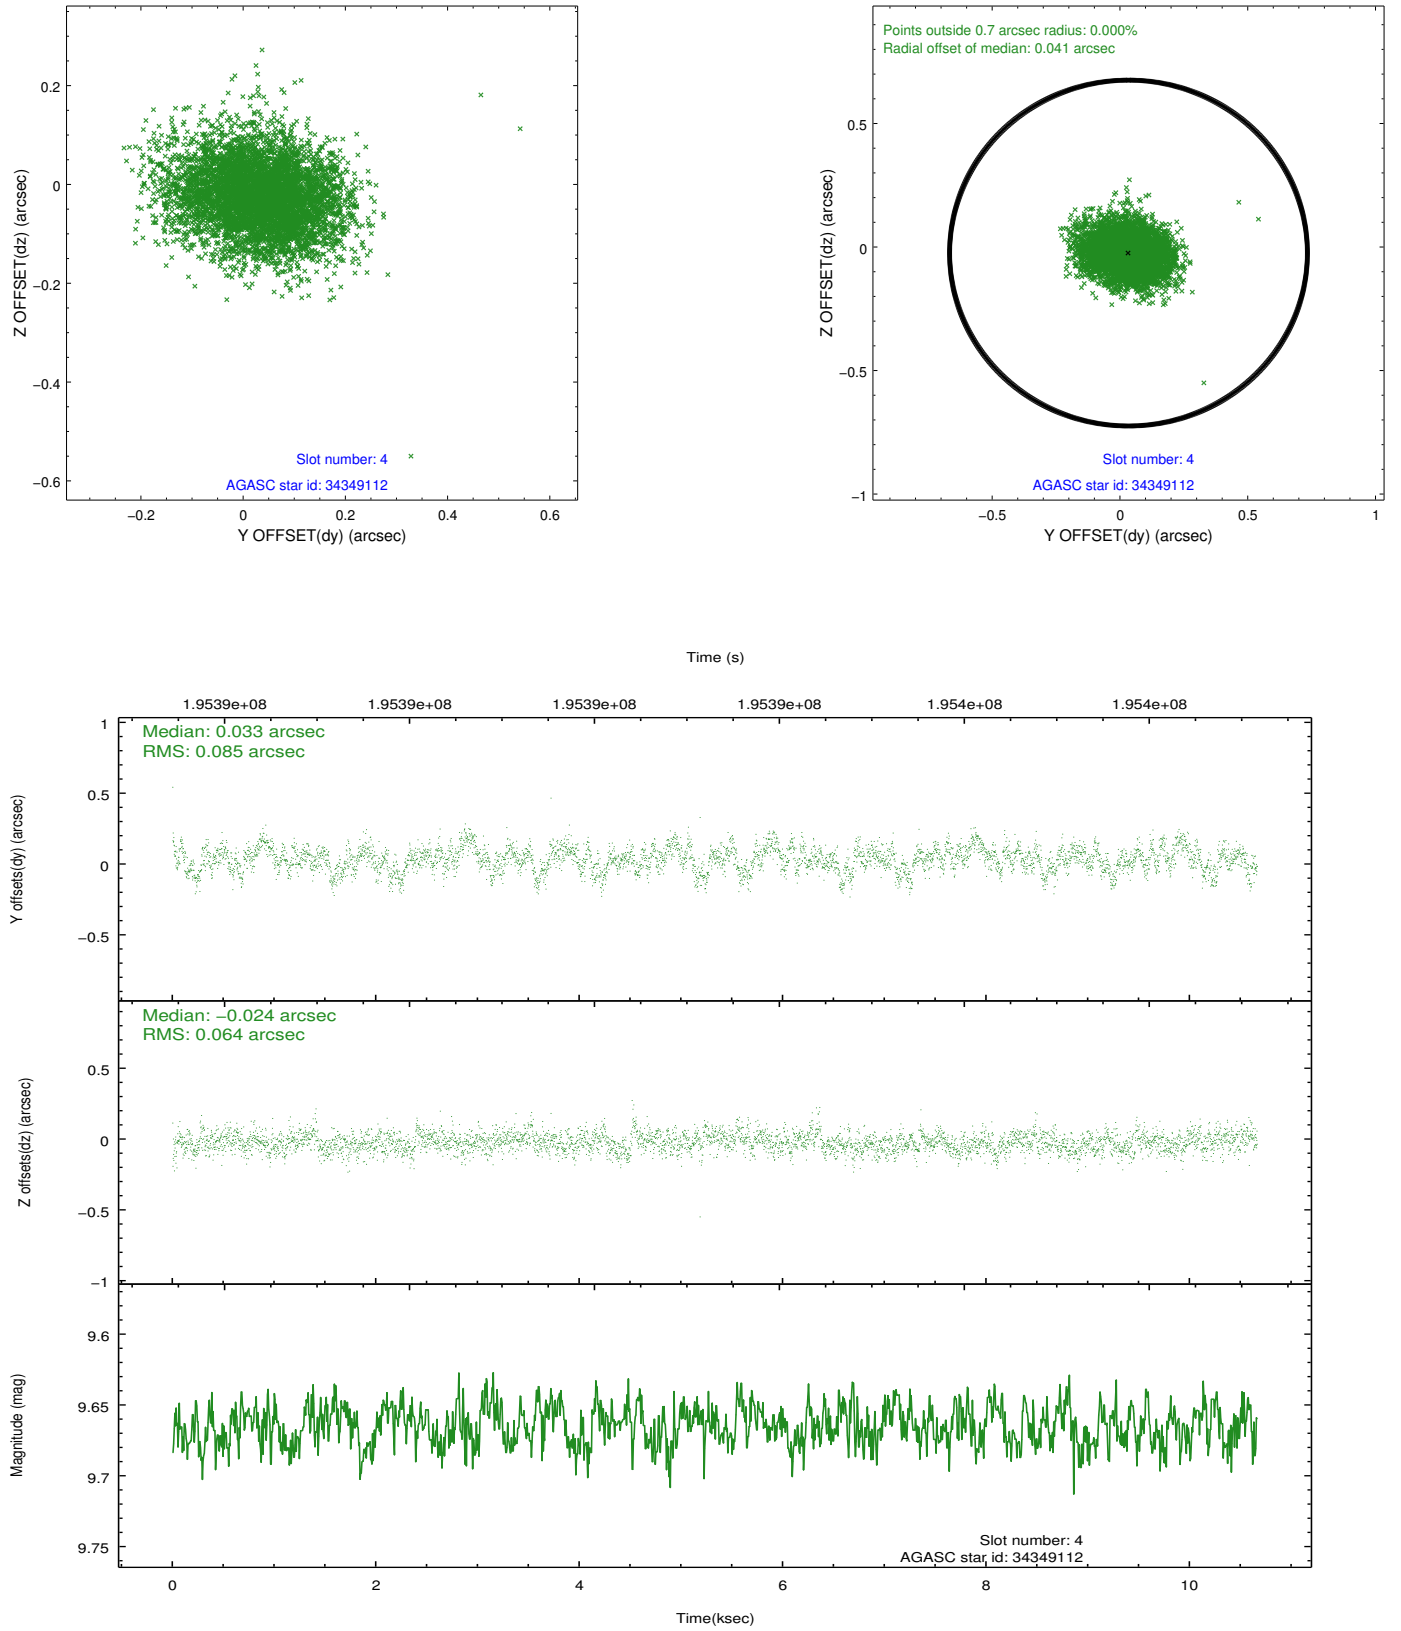 0.2
0
−0.2
−0.4
−0.6
Z OFFSET(dz) (arcsec)
Slot number: 4
AGASC star id: 34349112
−0.2 0 0.2 0.4 0.6
Y OFFSET(dy) (arcsec)
Points outside 0.7 arcsec radius: 0.000%
Radial offset of median: 0.041 arcsec
0.5
0
−0.5
−1
Z OFFSET(dz) (arcsec)
Slot number: 4
AGASC star id: 34349112
−0.5 0 0.5 1
Y OFFSET(dy) (arcsec)
Time (s)
1.9539e+08 1.9539e+08 1.9539e+08 1.9539e+08 1.954e+08 1.954e+08
Median: 0.033 arcsec
RMS: 0.085 arcsec
1
0.5
0
−0.5
Y offsets(dy) (arcsec)
Median: −0.024 arcsec
RMS: 0.064 arcsec
0.5
0
−0.5
−1
Z offsets(dz) (arcsec)
9.6
9.65
9.7
9.75
Magnitude (mag)
Slot number: 4
AGASC star id: 34349112
0 2 4 6 8 10
Time(ksec)